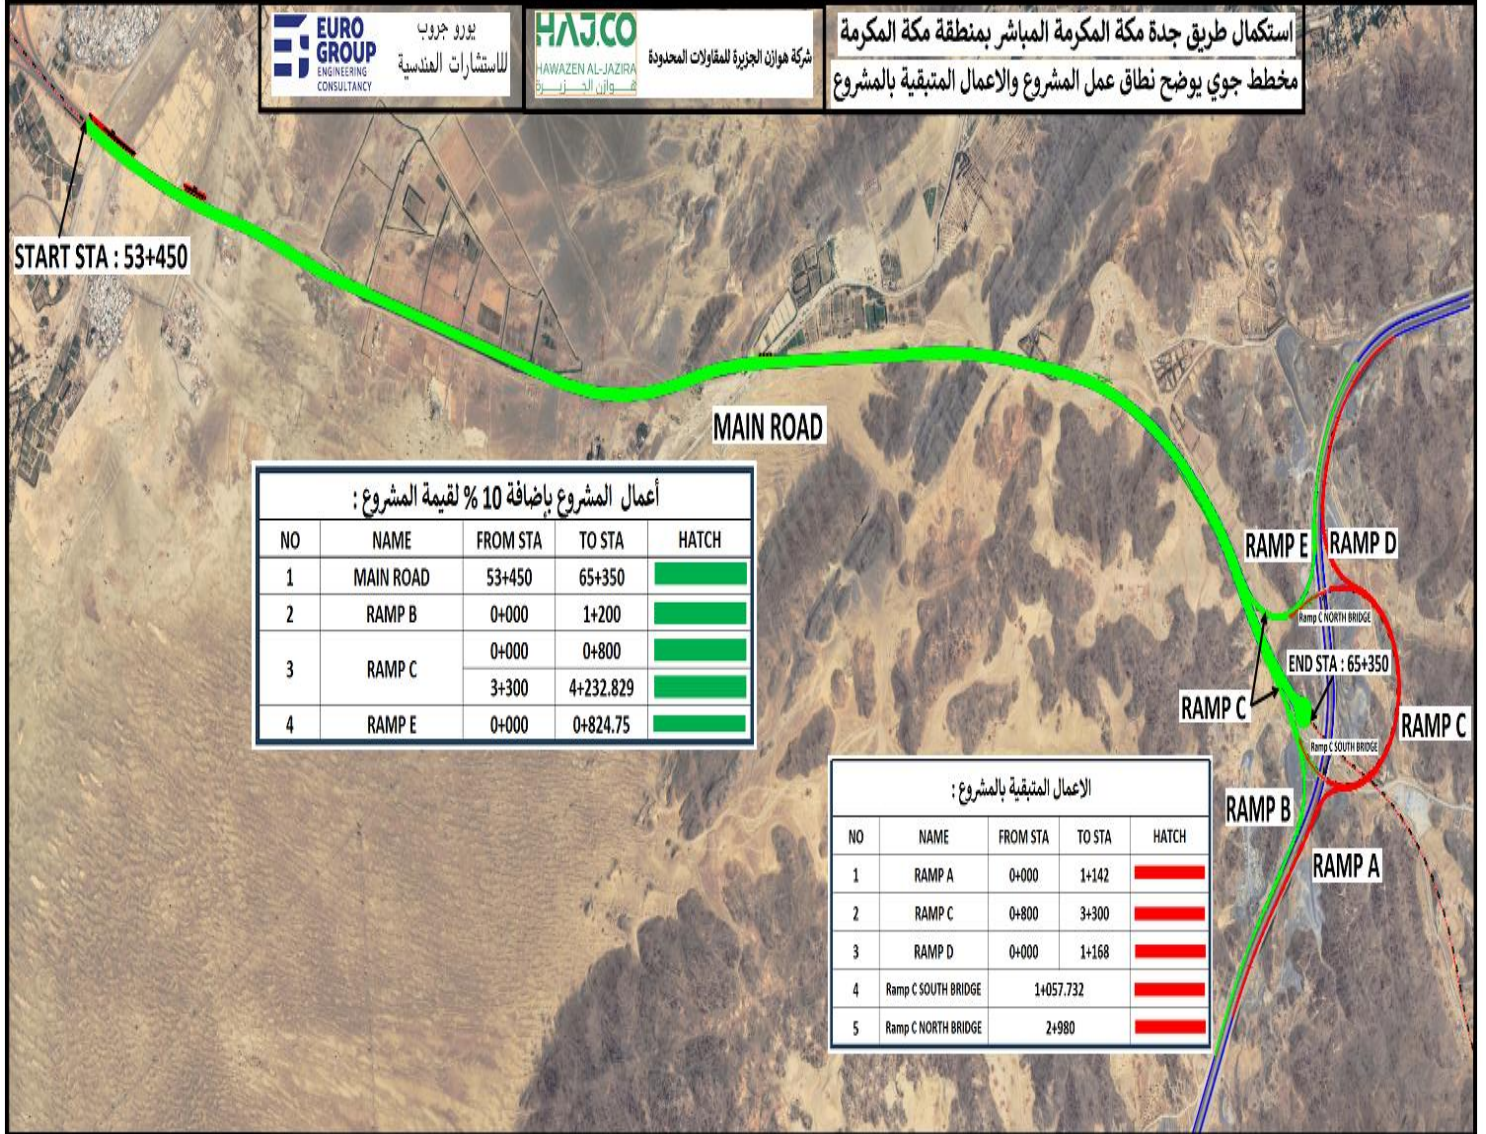 استكمال طريق جدة مكة المكرمة المباشر بمنطقة مكة المكرمة
مخطط جوي يوضح نطاق عمل المشروع والاعمال المتبقية بالمشروع
HAJ.CO
HAWAZEN AL-JAZIRA
هوازن الجزيرة
شركة هوازن الجزيرة للمقاولات المحدودة
EURO
GROUP
ENGINEERING
CONSULTANCY
يورو جروب
للاستشارات الهندسية
START STA : 53+450
MAIN ROAD
RAMP E
RAMP D
Ramp C NORTH BRIDGE
END STA : 65+350
RAMP C
RAMP C
Ramp C SOUTH BRIDGE
RAMP B
RAMP A
أعمال المشروع بإضافة 10 % لقيمة المشروع :
NO NAME FROM STA TO STA HATCH
1 MAIN ROAD 53+450 65+350
2 RAMP B 0+000 1+200
3 RAMP C 0+000 0+800
3+300 4+232.829
4 RAMP E 0+000 0+824.75
الاعمال المتبقية بالمشروع :
NO NAME FROM STA TO STA HATCH
1 RAMP A 0+000 1+142
2 RAMP C 0+800 3+300
3 RAMP D 0+000 1+168
4 Ramp C SOUTH BRIDGE 1+057.732
5 Ramp C NORTH BRIDGE 2+980